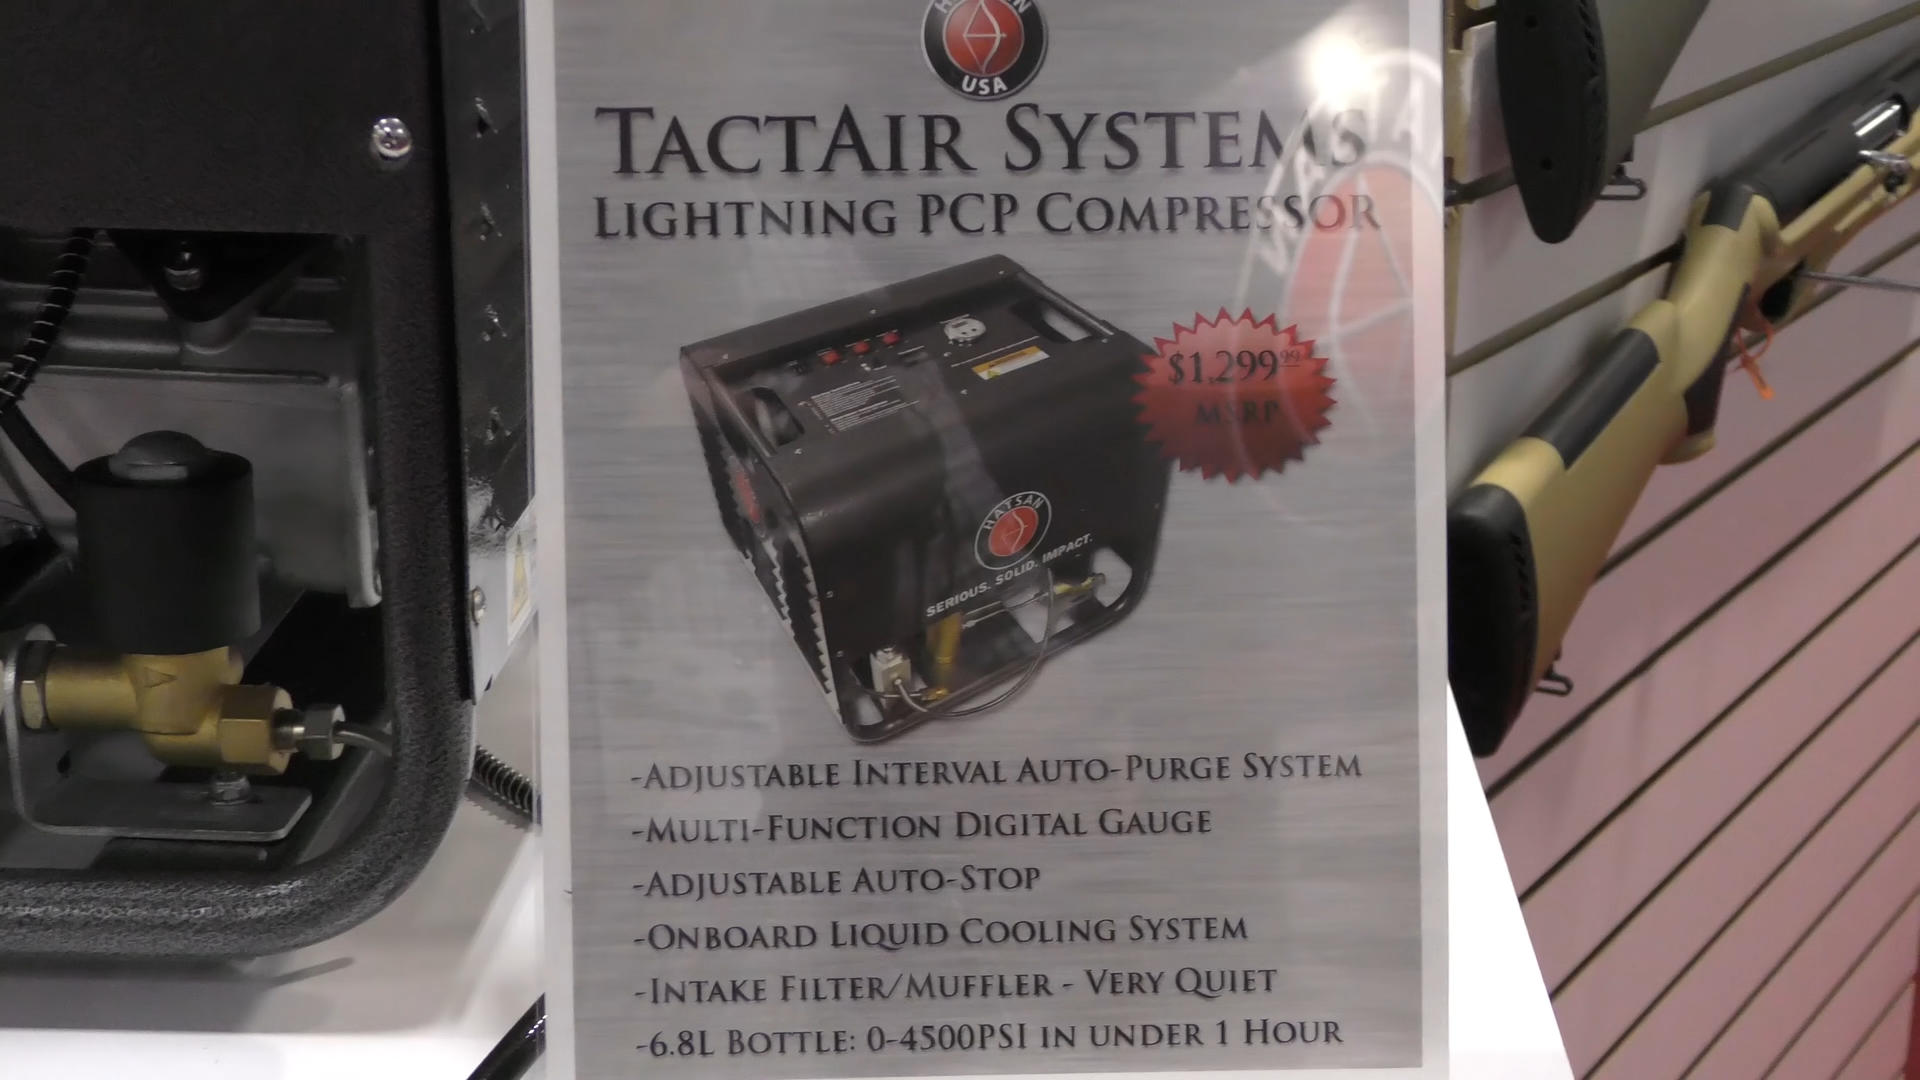 HATSAN
USA
TACTAIR SYSTEMS
LIGHTNING PCP COMPRESSOR
$1,299.99
MSRP
HATSAN
SERIOUS. SOLID. IMPACT.
-ADJUSTABLE INTERVAL AUTO-PURGE SYSTEM
-MULTI-FUNCTION DIGITAL GAUGE
-ADJUSTABLE AUTO-STOP
-ONBOARD LIQUID COOLING SYSTEM
-INTAKE FILTER/MUFFLER - VERY QUIET
-6.8L BOTTLE: 0-4500PSI IN UNDER 1 HOUR